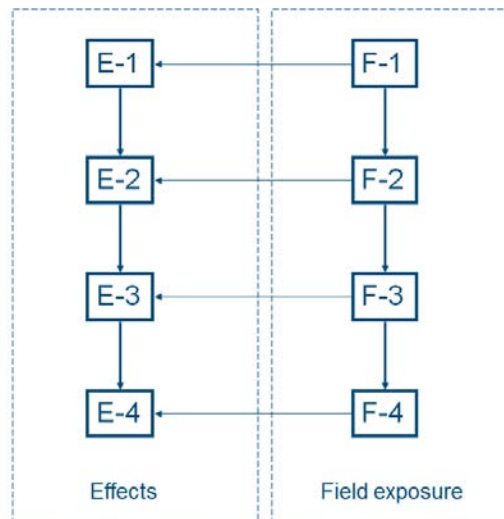 E-1 F-1
E-2 F-2
E-3 F-3
E-4 F-4
Effects Field exposure